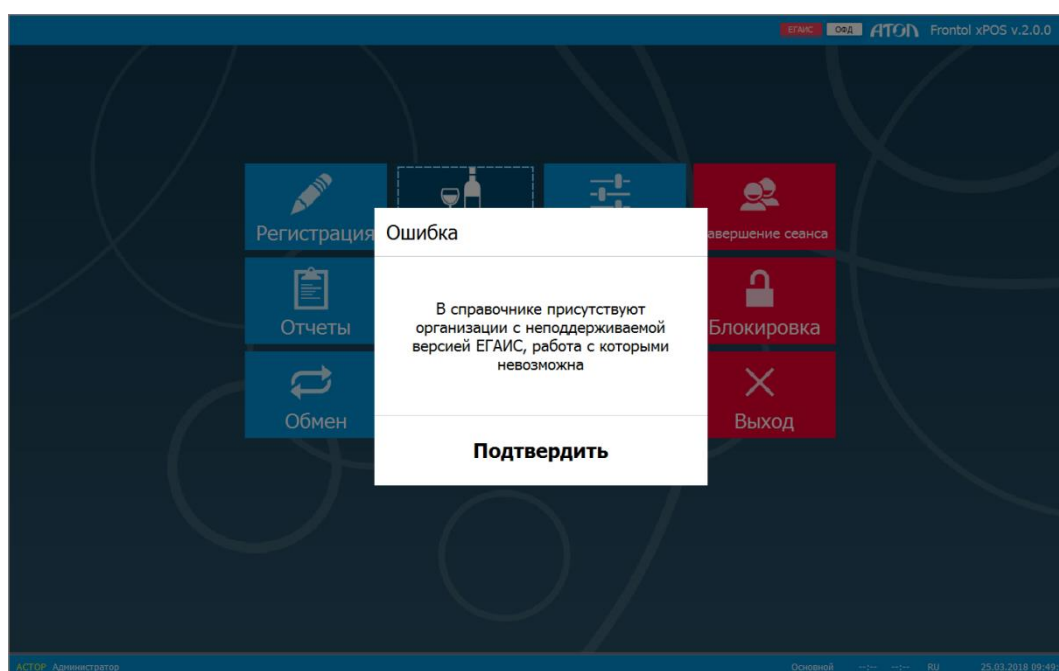 ЕГАИС ОФД АТОЛ Frontol xPOS v.2.0.0
Регистрация
авершение сеанса
Ошибка
В справочнике присутствуют
организации с неподдерживаемой
версией ЕГАИС, работа с которыми
невозможна
Отчеты
Блокировка
Обмен
Выход
Подтвердить
АСТОР Администратор
Основной --:-- --:-- RU 25.03.2018 09:49: